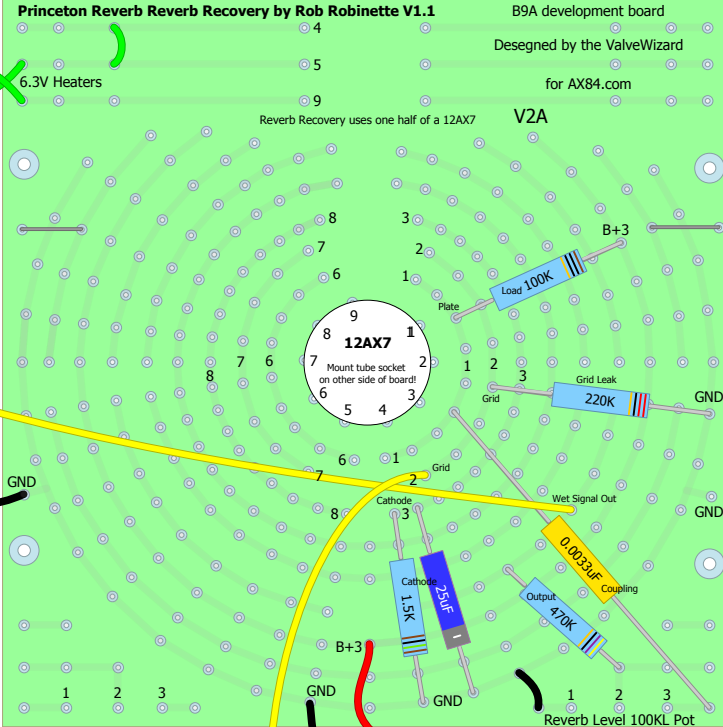 Princeton Reverb Reverb Recovery by Rob Robinette V1.1
B9A development board
4
Desegned by the ValveWizard
5
6.3V Heaters
for AX84.com
9
Reverb Recovery uses one half of a 12AX7
V2A
8
3
B+3
7
2
6
1
Load
100K
Plate
9
8
1
12AX7
7
Mount tube socket
on other side of board!
2
6
3
5
4
8
7
6
1
2
3
Grid
Grid Leak
220K
GND
6
1
Grid
7
2
GND
Cathode
Wet Signal Out
8
3
GND
0.0033uF
Coupling
Cathode
1.5K
25uF
Output
470K
B+3
GND
GND
1
2
3
1
2
3
Reverb Level 100KL Pot